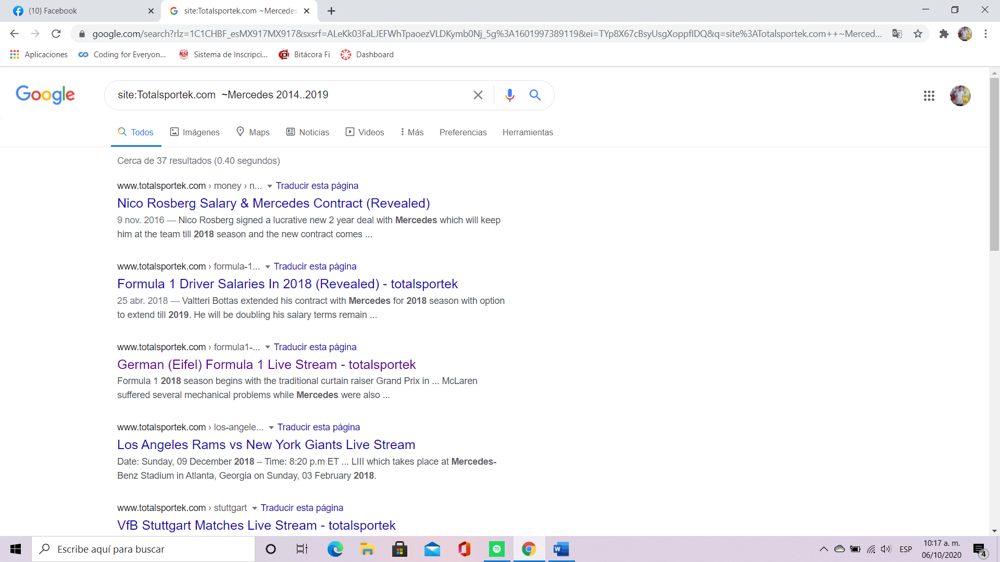 (10) Facebook
site:Totalsportek.com ~Mercedes
google.com/search?rlz=1C1CHBF_esMX917MX917&sxsrf=ALeKk03FaLJEFWhTpaoezVLDKymb0Nj_5g%3A1601997389119&ei=TYp8X67cBsyUsgXoppfIDQ&q=site%3ATotalsportek.com++~Merced...
Aplicaciones
Coding for Everyon...
Sistema de Inscripci...
Bitácora Fi
Dashboard
Google
site:Totalsportek.com ~Mercedes 2014..2019
Todos
Imágenes
Maps
Noticias
Videos
Más
Preferencias
Herramientas
Cerca de 37 resultados (0.40 segundos)
www.totalsportek.com › money › n... Traducir esta página
Nico Rosberg Salary & Mercedes Contract (Revealed)
9 nov. 2016 — Nico Rosberg signed a lucrative new 2 year deal with Mercedes which will keep
him at the team till 2018 season and the new contract comes ...
www.totalsportek.com › formula-1... Traducir esta página
Formula 1 Driver Salaries In 2018 (Revealed) - totalsportek
25 abr. 2018 — Valtteri Bottas extended his contract with Mercedes for 2018 season with option
to extend till 2019. He will be doubling his salary terms remain ...
www.totalsportek.com › formula1-... Traducir esta página
German (Eifel) Formula 1 Live Stream - totalsportek
Formula 1 2018 season begins with the traditional curtain raiser Grand Prix in ... McLaren
suffered several mechanical problems while Mercedes were also ...
www.totalsportek.com › los-angele... Traducir esta página
Los Angeles Rams vs New York Giants Live Stream
Date: Sunday, 09 December 2018 – Time: 8:20 p.m ET ... LIII which takes place at Mercedes-
Benz Stadium in Atlanta, Georgia on Sunday, 03 February 2018.
www.totalsportek.com › stuttgart Traducir esta página
VfB Stuttgart Matches Live Stream - totalsportek
Escribe aquí para buscar
ESP
10:17 a. m.
06/10/2020
4